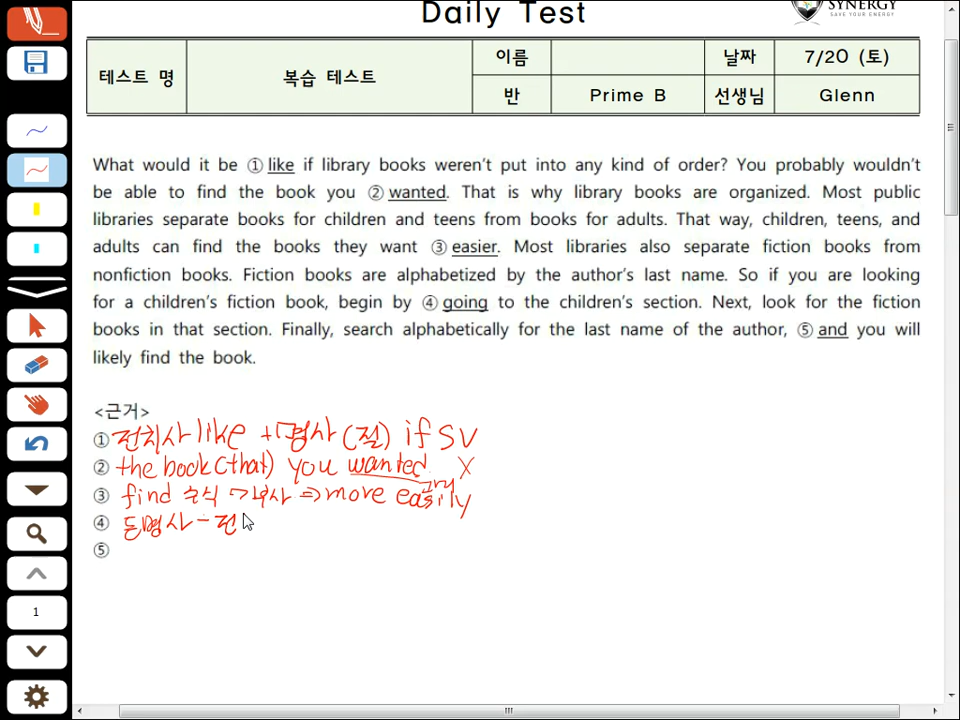 Daily Test
SYNERGY
SAVE YOUR ENERGY
테스트 명 복습 테스트 이름 날짜 7/20 (토)
반 Prime B 선생님 Glenn
What would it be ① like if library books weren't put into any kind of order? You probably wouldn't
be able to find the book you ② wanted. That is why library books are organized. Most public
libraries separate books for children and teens from books for adults. That way, children, teens, and
adults can find the books they want ③ easier. Most libraries also separate fiction books from
nonfiction books. Fiction books are alphabetized by the author's last name. So if you are looking
for a children's fiction book, begin by ④ going to the children's section. Next, look for the fiction
books in that section. Finally, search alphabetically for the last name of the author, ⑤ and you will
likely find the book.
<근거>
① 전치사 like + 명사 (절) if SV
② the book (that) you wanted X
③ find 수식 ⇒ more easily
④ 동명사 - 전
⑤
1